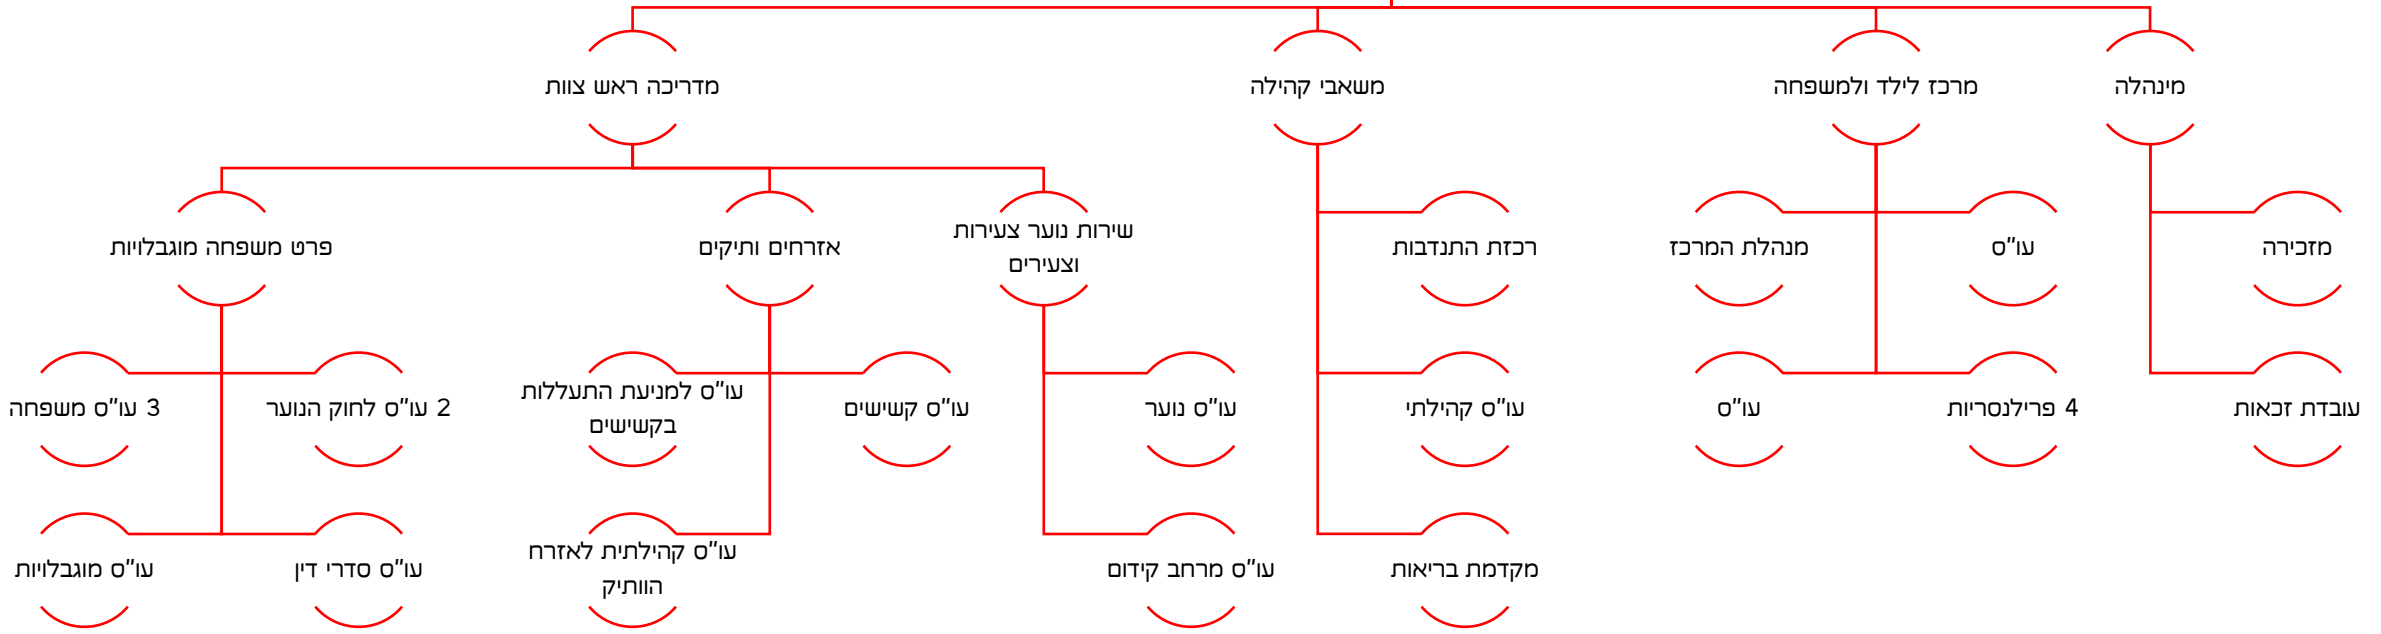 מינהלה
מרכז לילד ולמשפחה
משאבי קהילה
מדריכה ראש צוות
מזכירה
עו"ס
מנהלת המרכז
רכזת התנדבות
שירות נוער צעירות
וצעירים
אזרחים ותיקים
פרט משפחה מוגבלויות
עובדת זכאות
4 פרילנסריות
עו"ס
עו"ס קהילתי
עו"ס נוער
עו"ס קשישים
עו"ס למניעת התעללות
בקשישים
2 עו"ס לחוק הנוער
3 עו"ס משפחה
מקדמת בריאות
עו"ס מרחב קידום
עו"ס קהילתית לאזרח
הוותיק
עו"ס סדרי דין
עו"ס מוגבלויות